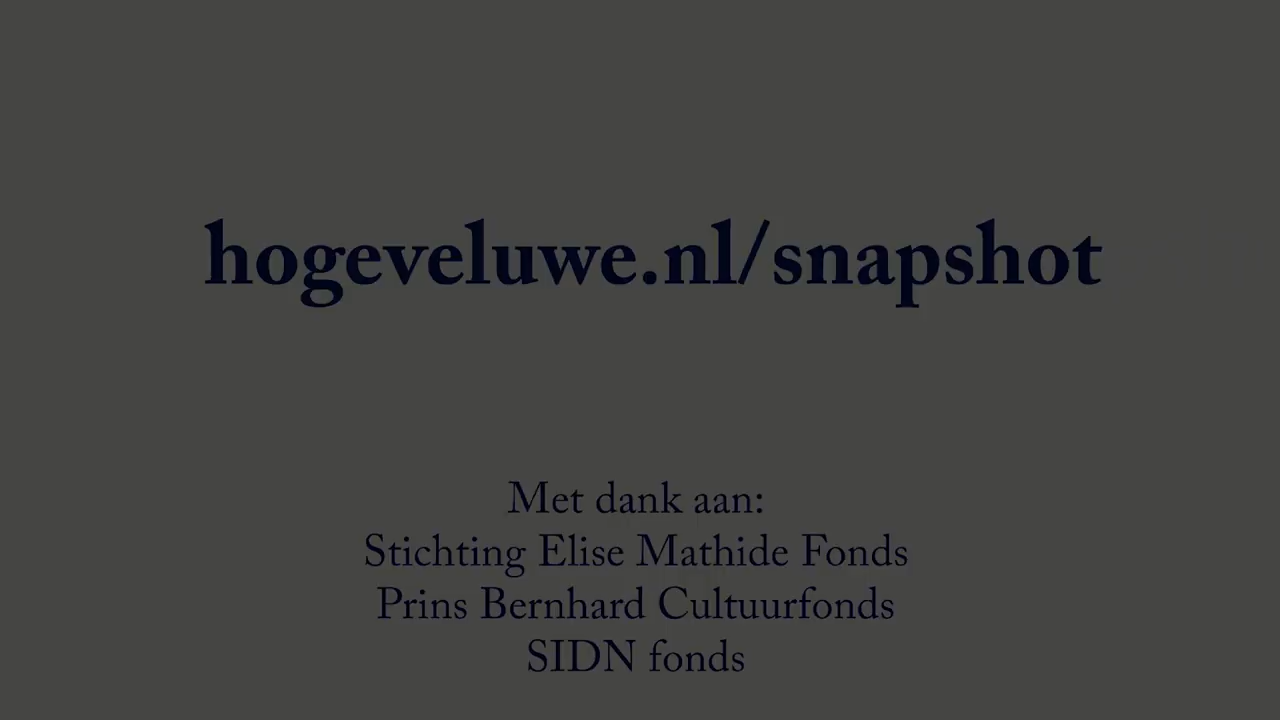 hogeveluwe.nl/snapshot
Met dank aan:
Stichting Elise Mathide Fonds
Prins Bernhard Cultuurfonds
SIDN fonds